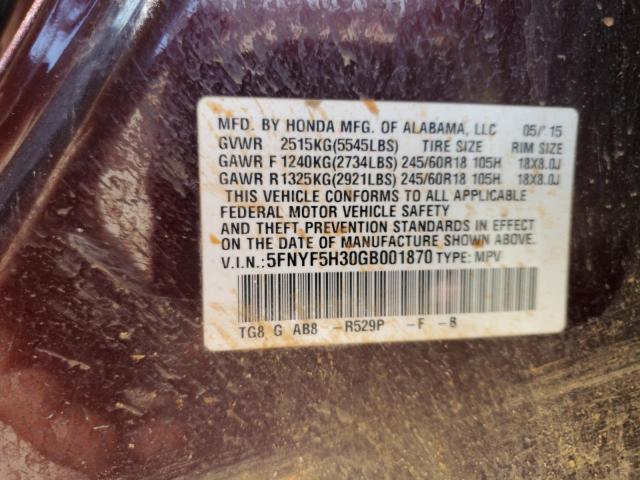 MFD. BY HONDA MFG. OF ALABAMA, LLC 05/'15
GVWR 2515KG(5545LBS) TIRE SIZE RIM SIZE
GAWR F 1240KG(2734LBS) 245/60R18 105H 18X8.0J
GAWR R 1325KG(2921LBS) 245/60R18 105H 18X8.0J
THIS VEHICLE CONFORMS TO ALL APPLICABLE
FEDERAL MOTOR VEHICLE SAFETY
AND THEFT PREVENTION STANDARDS IN EFFECT
ON THE DATE OF MANUFACTURE SHOWN ABOVE.
V.I.N.: 5FNYF5H30GB001870 TYPE: MPV
TG8 G AB8 -R529P -F -B